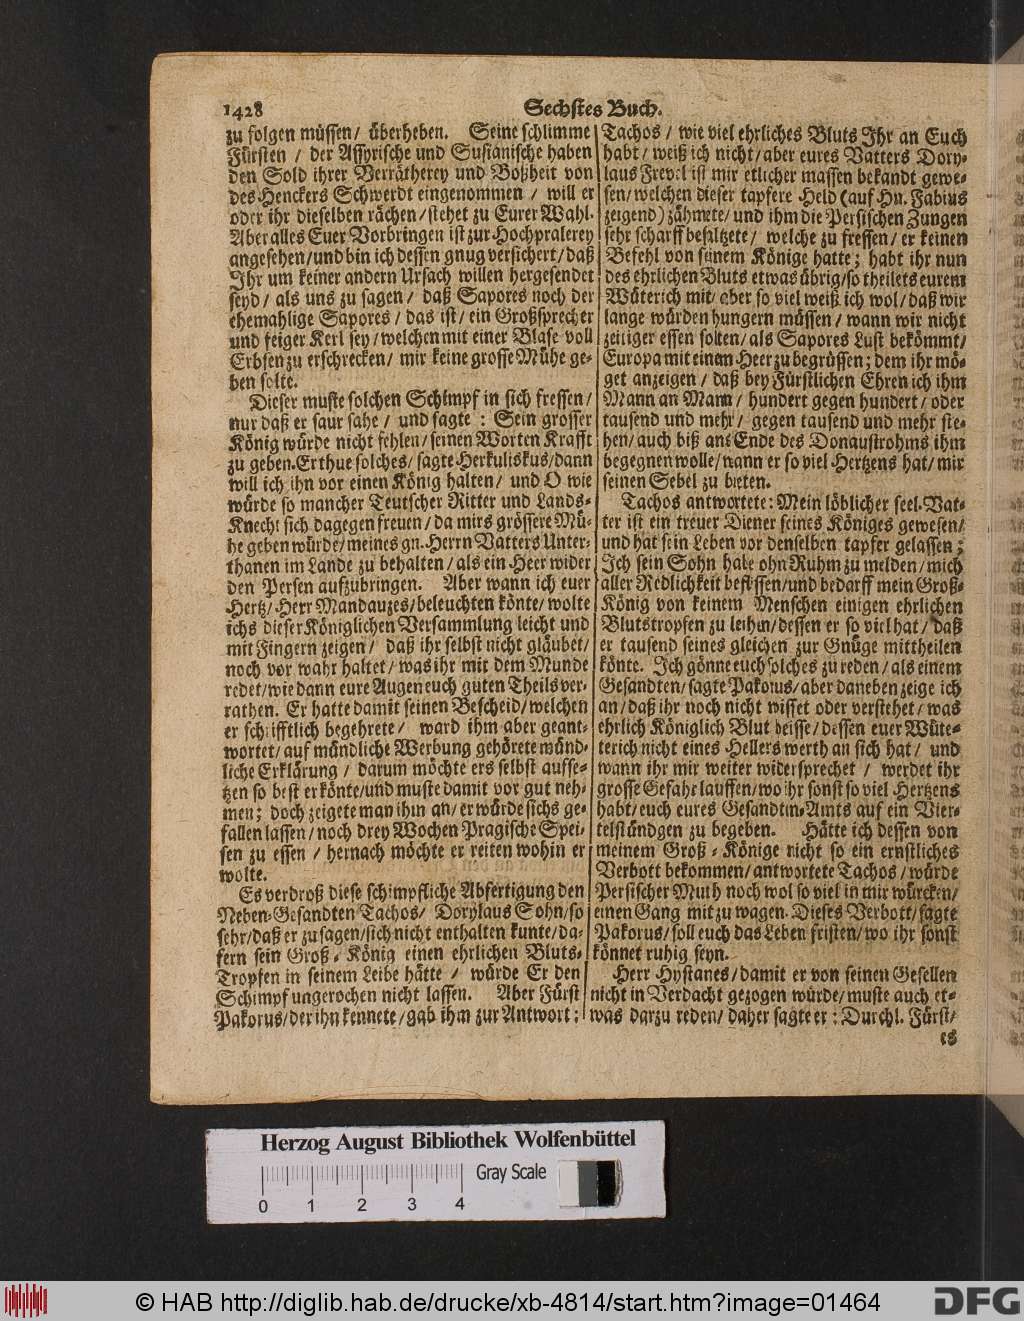 1428
Sechstes Buch.
zu folgen müssen/ überheben. Seine schlimme
Fürsten / der Assyrische und Susianische haben
den Sold ihrer Verrätherey und Boßheit von
des Henckers Schwerdt eingenommen / will er
oder ihr dieselben rächen/ stehet zu Eurer Wahl.
Aber alles Euer Vorbringen ist zur Hochpralerey
angesehen/ und bin ich dessen gnug versichert/ daß
Ihr um keiner andern Ursach willen hergesendet
seyd/ als uns zu sagen/ daß Sapores noch der
ehemahlige Sapores / das ist/ ein Großsprecher
und feiger Kerl sey/ welchen mit einer Blase voll
Erbsen zu erschrecken/ mir keine grosse Mühe ge-
ben solte.
Dieser muste solchen Schimpf in sich fressen/
nur daß er saur sahe / und sagte : Sein grosser
König würde nicht fehlen/ seinen Worten Krafft
zu geben. Er thue solches/ sagte Herkuliskus/ dann
will ich ihn vor einen König halten / und O wie
würde so mancher Teutscher Ritter und Lands-
Knecht sich dagegen freuen/ da mirs grössere Mü-
he geben würde/ meines gn. Herrn Vatters Unter-
thanen im Lande zu behalten/ als ein Heer wider
den Persen aufzubringen. Aber wann ich euer
Hertz/ Herr Mandauzes/ beleuchten könte/ wolte
ichs dieser Königlichen Versammlung leicht und
mit Fingern zeigen/ daß ihr selbst nicht gläubet/
noch vor wahr haltet/ was ihr mit dem Munde
redet/ wie dann eure Augen euch guten Theils ver-
rathen. Er hatte damit seinen Bescheid/ welchen
er schrifftlich begehrete/ ward ihm aber geant-
wortet/ auf mündliche Werbung gehörete münd-
liche Erklärung / darum möchte ers selbst aufse-
tzen so best er könte/ und muste damit vor gut neh-
men; doch zeigete man ihm an/ er würde sichs ge-
fallen lassen/ noch drey Wochen Pragische Spei-
sen zu essen / hernach möchte er reiten wohin er
wolte.
Es verdroß diese schimpfliche Abfertigung den
Neben-Gesandten Tachos/ Dorylaus Sohn/ so
sehr/ daß er zu sagen/ sich nicht enthalten kunte/ da-
fern sein Groß-König einen ehrlichen Bluts-
Tropfen in seinem Leibe hätte / würde Er den
Schimpf ungerochen nicht lassen. Aber Fürst
Pakorus/ der ihn kennete/ gab ihm zur Antwort:
Tachos/ wie viel ehrliches Bluts Ihr an Euch
habt/ weiß ich nicht/ aber eures Vatters Dory-
laus Frevel ist mir etlicher massen bekandt gewe-
sen/ welchen dieser tapfere Held (auf Hn. Fabius
zeigend) zähmete/ und ihm die Persischen Zungen
sehr scharff besaltzete/ welche zu fressen/ er keinen
Befehl von seinem Könige hatte; habt ihr nun
des ehrlichen Bluts etwas übrig/ so theilets eurem
Wüterich mit/ aber so viel weiß ich wol/ daß wir
lange würden hungern müssen/ wann wir nicht
zeitiger essen solten/ als Sapores Lust bekömmt/
Europa mit einem Heer zu begrüssen; dem ihr mö-
get anzeigen/ daß bey Fürstlichen Ehren ich ihm
Mann an Mann/ hundert gegen hundert/ oder
tausend und mehr/ gegen tausend und mehr ste-
hen/ auch biß ans Ende des Donaustrohms ihm
begegnen wolle/ wann er so viel Hertzens hat/ mir
seinen Sebel zu bieten.
Tachos antwortete: Mein löblicher seel. Vat-
ter ist ein treuer Diener seines Königes gewesen/
und hat sein Leben vor denselben tapfer gelassen;
Ich sein Sohn habe ohn Ruhm zu melden/ mich
aller Redlichkeit beflissen/ und bedarff mein Groß-
König von keinem Menschen einigen ehrlichen
Blutstropfen zu leihen/ dessen er so viel hat/ daß
er tausend seines gleichen zur Gnüge mittheilen
könte. Ich gönne euch solches zu reden/ als einem
Gesandten/ sagte Pakorus/ aber daneben zeige ich
an/ daß ihr noch nicht wisset oder verstehet/ was
ehrlich Königlich Blut heisse/ dessen euer Wüte-
terich nicht eines Hellers werth an sich hat/ und
wann ihr mir weiter widersprechet / werdet ihr
grosse Gefahr lauffen/ wo ihr sonst so viel Hertzens
habt/ euch eures Gesandten-Amts auf ein Vier-
telstündgen zu begeben. Hätte ich dessen von
meinem Groß-Könige nicht so ein ernstliches
Verbott bekommen/ antwortete Tachos/ würde
Persischer Muth noch wol so viel in mir würcken/
einen Gang mit zu wagen. Dieses Verbott/ sagte
Pakorus/ soll euch das Leben fristen/ wo ihr sonst
könnet ruhig seyn.
Herr Hystanes/ damit er von seinen Gesellen
nicht in Verdacht gezogen würde/ muste auch et-
was darzu reden/ daher sagte er: Durchl. Fürst/
es
Herzog August Bibliothek Wolfenbüttel
Gray Scale
0 1 2 3 4
© HAB http://diglib.hab.de/drucke/xb-4814/start.htm?image=01464
DFG